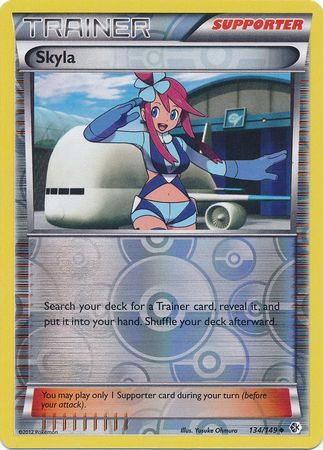 TRAINER
SUPPORTER
Skyla
Search your deck for a Trainer card, reveal it, and
put it into your hand. Shuffle your deck afterward.
You may play only 1 Supporter card during your turn (before
your attack).
©2012 Pokémon
Illus. Yusuke Ohmura
134/149